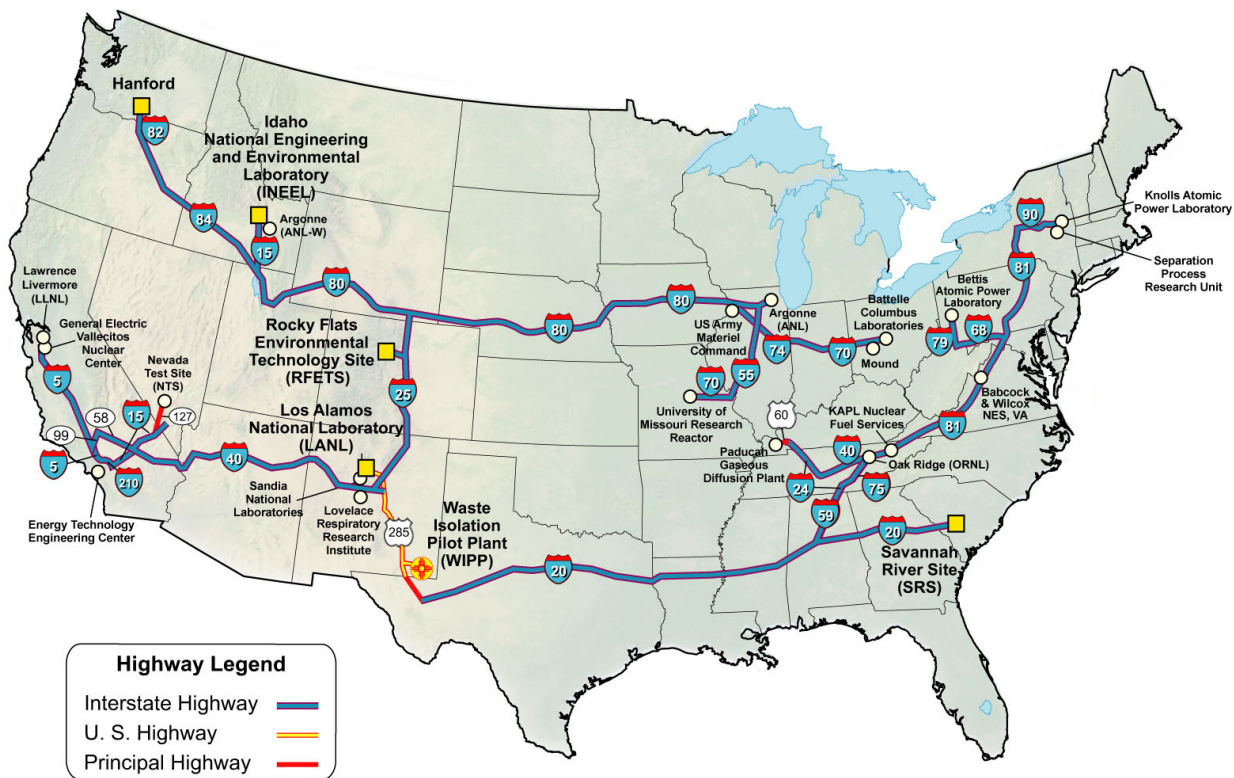 Hanford
82
Idaho
National Engineering
and Environmental
Laboratory
(INEEL)
Argonne
(ANL-W)
84
15
80
Lawrence
Livermore
(LLNL)
General Electric
Vallecitos
Nuclear
Center
Nevada
Test Site
(NTS)
5
58
15
127
99
5
210
Energy Technology
Engineering Center
Rocky Flats
Environmental
Technology Site
(RFETS)
25
Los Alamos
National Laboratory
(LANL)
40
Sandia
National
Laboratories
Lovelace
Respiratory
Research
Institute
285
Waste
Isolation
Pilot Plant
(WIPP)
20
80
80
US Army
Materiel
Command
Argonne
(ANL)
Battelle
Columbus
Laboratories
74
70
Mound
70
55
University of
Missouri Research
Reactor
60
Paducah
Gaseous
Diffusion Plant
KAPL Nuclear
Fuel Services
40
24
Oak Ridge (ORNL)
75
59
20
Savannah
River Site
(SRS)
81
Babcock
& Wilcox
NES, VA
Bettis
Atomic Power
Laboratory
79
68
81
90
Knolls Atomic
Power Laboratory
Separation
Process
Research Unit
Highway Legend
Interstate Highway
U. S. Highway
Principal Highway